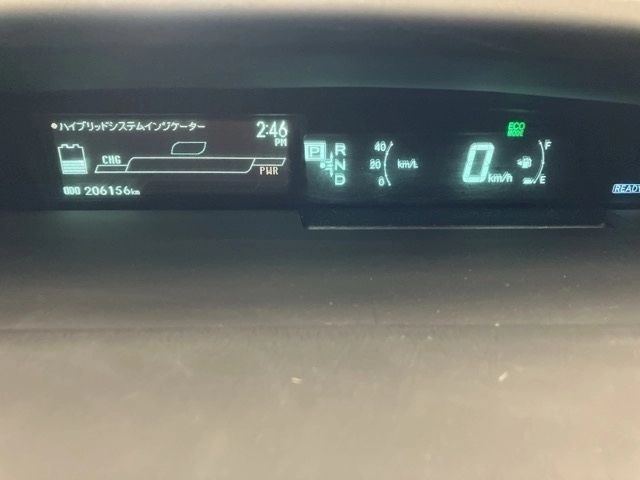 ハイブリッドシステムインジケーター
2:46
PM
CHG
PWR
ODO 206156km
P
R
N
D
40
20
0
km/L
ECO
MODE
0 km/h
F
E
READY